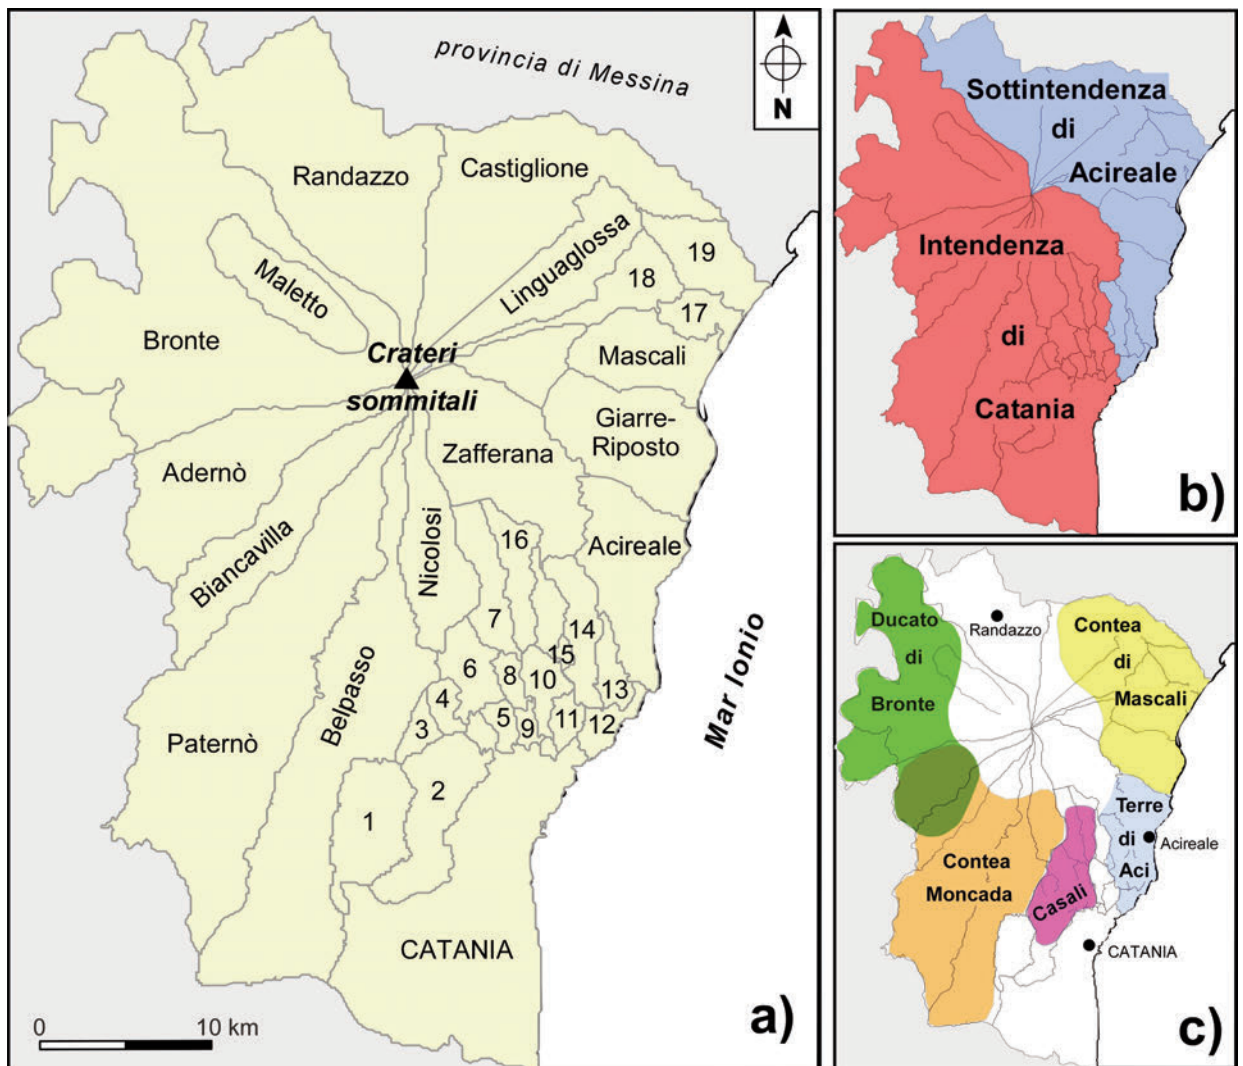 provincia di Messina
N
Randazzo
Castiglione
Linguaglossa
19
18
17
Maletto
Bronte
Mascali
Crateri
sommitali
Giarre-
Riposto
Zafferana
Adernò
Biancavilla
Nicolosi
16
Acireale
7
14
15
6
8
10
13
4
3
5
9
11
12
Belpasso
Paternò
2
1
CATANIA
Mar Ionio
0
10 km
a)
Sottintendenza
di
Acireale
Intendenza
di
Catania
b)
Ducato
di
Bronte
Randazzo
Contea
di
Mascali
Terre
di
Aci
Acireale
Contea
Moncada
Casali
CATANIA
c)